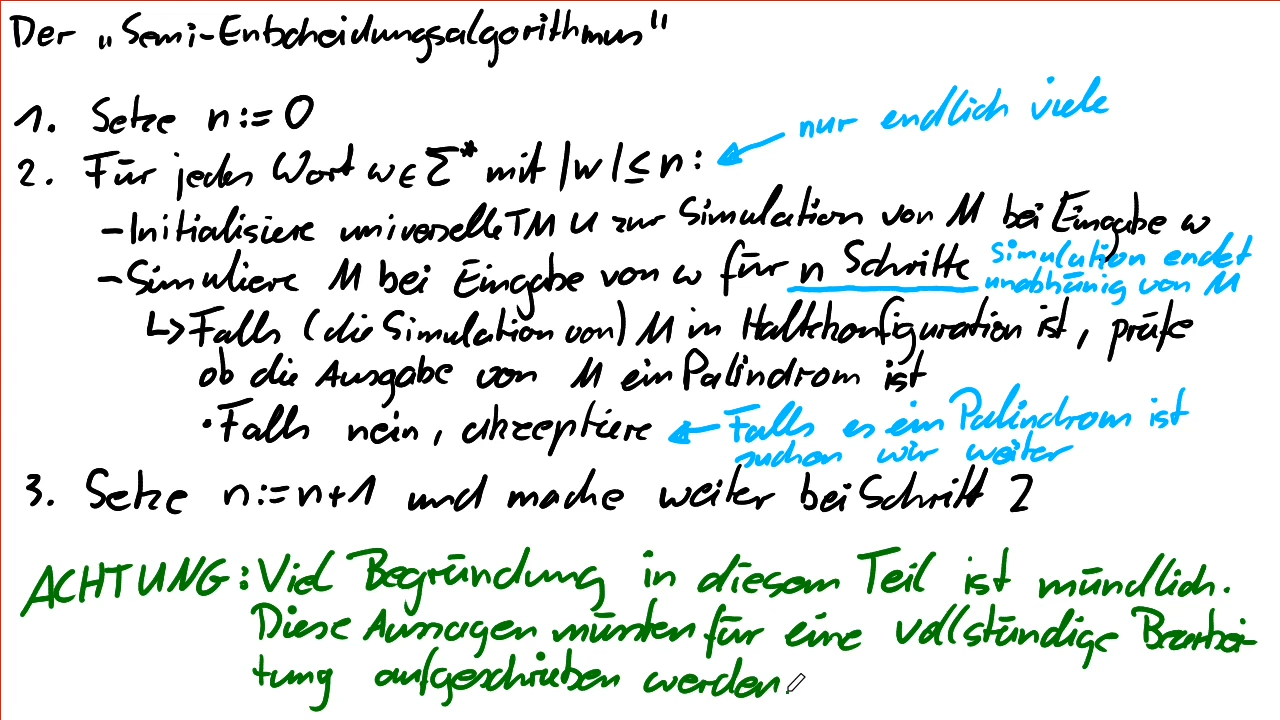 Der „Semi-Entscheidungsalgorithmus"
1. Setze n := 0
nur endlich viele
2. Für jedes Wort w ∈ Σ* mit |w| ≤ n :
- Initialisiere universelle TM U zur Simulation von M bei Eingabe w
- Simuliere M bei Eingabe von w für n Schritte
Simulation endet
unabhänig von M
↳ Falls (die Simulation von) M in Haltekonfiguration ist, prüfe
ob die Ausgabe von M ein Palindrom ist
• Falls nein, akzeptiere
Falls es ein Palindrom ist
suchen wir weiter
3. Setze n := n+1 und mache weiter bei Schritt 2
ACHTUNG: Viel Begründung in diesem Teil ist mündlich.
Diese Aussagen müssten für eine vollständige Bearbei-
tung aufgeschrieben werden